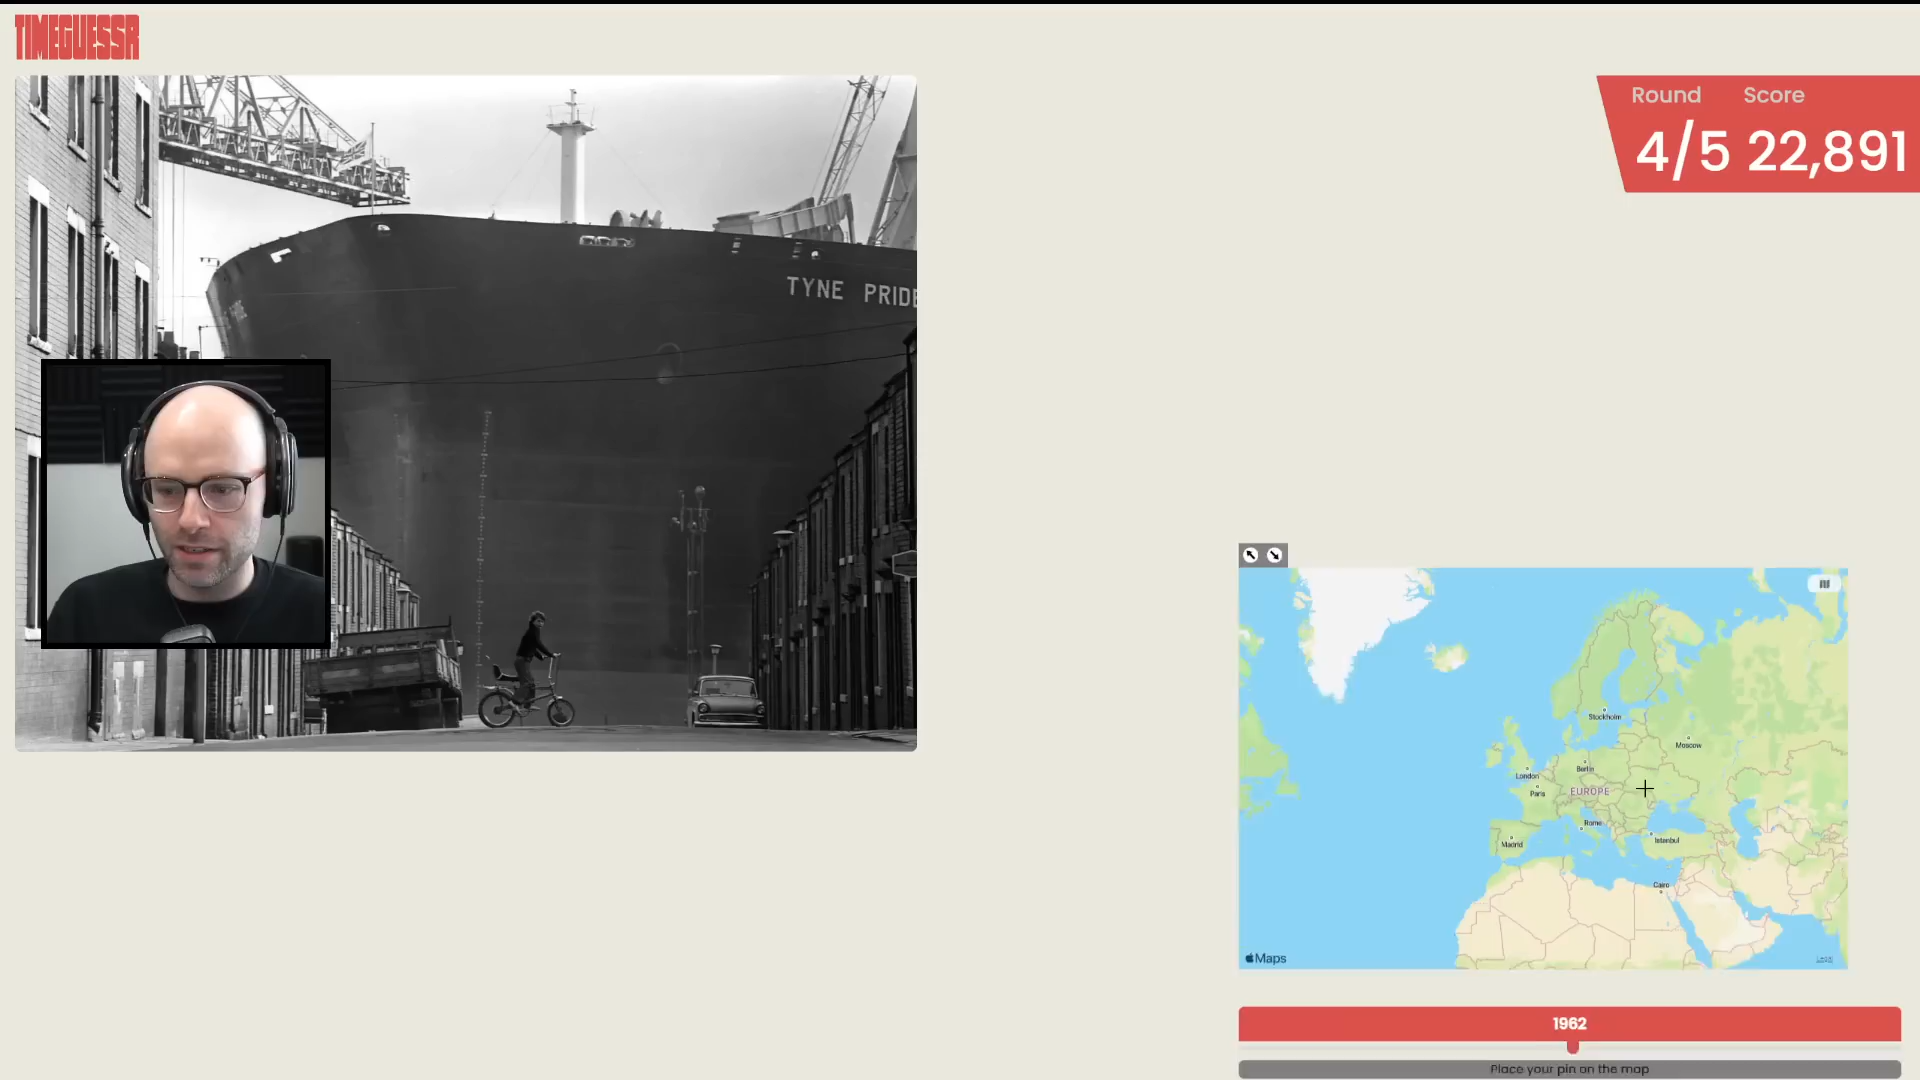 TIMEGUESSR
Round Score
4/5 22,891
TYNE PRIDE
Stockholm
Moscow
Berlin
London
Paris
EUROPE
Rome
Istanbul
Madrid
Cairo
Maps
1962
Place your pin on the map